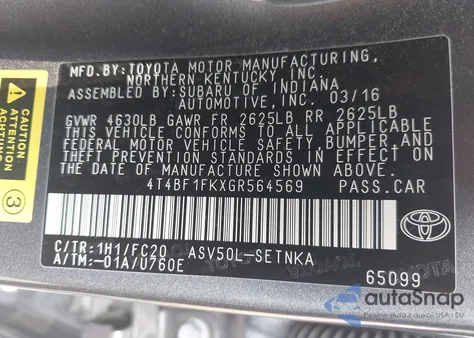 MFD.BY:TOYOTA MOTOR MANUFACTURING,
NORTHERN KENTUCKY INC.
ASSEMBLED BY:SUBARU OF INDIANA
AUTOMOTIVE, INC. 03/16
GVWR 4630LB GAWR FR 2625LB RR 2625LB
THIS VEHICLE CONFORMS TO ALL APPLICABLE
FEDERAL MOTOR VEHICLE SAFETY, BUMPER, AND
THEFT PREVENTION STANDARDS IN EFFECT ON
THE DATE OF MANUFACTURE SHOWN ABOVE.
4T4BF1FKXGR564569 PASS.CAR
C/TR:1H1/FC20 ASV50L-SETNKA
A/TM:-01A/U760E
65099
TOYOTA
CAUTION
ATTENTION
3
autoSnap